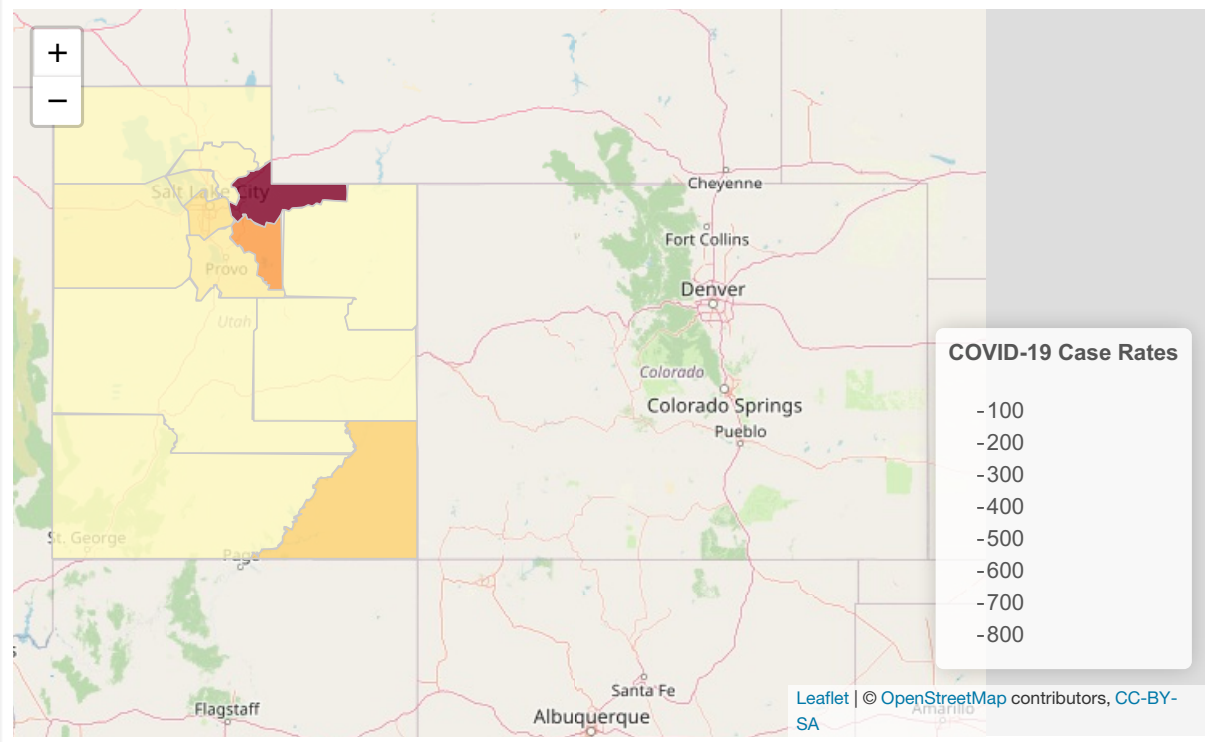 +
−
Salt Lake City
Provo
Utah
St. George
Page
Cheyenne
Fort Collins
Denver
Colorado
Colorado Springs
Pueblo
COVID-19 Case Rates
-100
-200
-300
-400
-500
-600
-700
-800
Flagstaff
Santa Fe
Albuquerque
Amarillo
Leaflet | © OpenStreetMap contributors, CC-BY-
SA